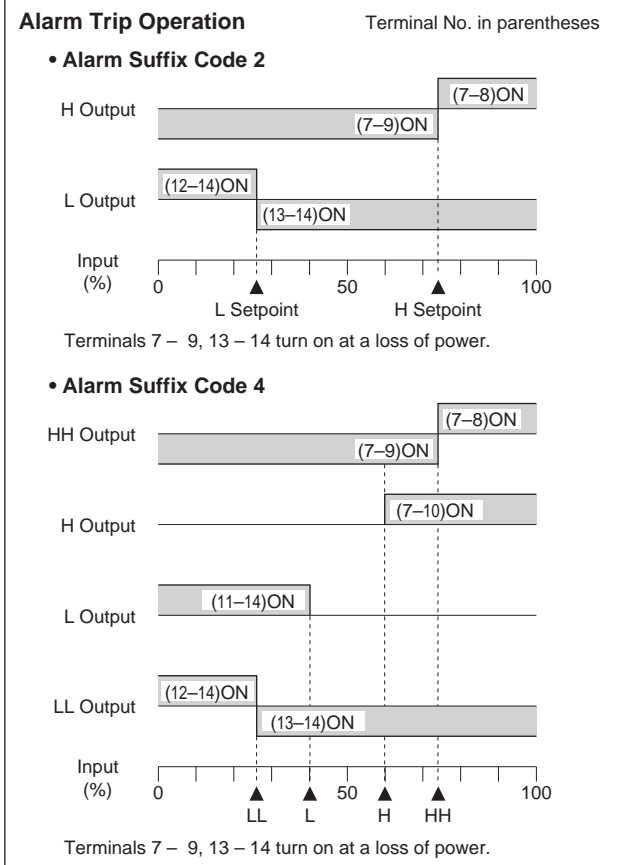 Alarm Trip Operation Terminal No. in parentheses
• Alarm Suffix Code 2
H Output (7–9)ON (7–8)ON
L Output (12–14)ON (13–14)ON
Input (%) 0 50 100
L Setpoint H Setpoint
Terminals 7 – 9, 13 – 14 turn on at a loss of power.
• Alarm Suffix Code 4
HH Output (7–9)ON (7–8)ON
H Output (7–10)ON
L Output (11–14)ON
LL Output (12–14)ON (13–14)ON
Input (%) 0 50 100
LL L H HH
Terminals 7 – 9, 13 – 14 turn on at a loss of power.